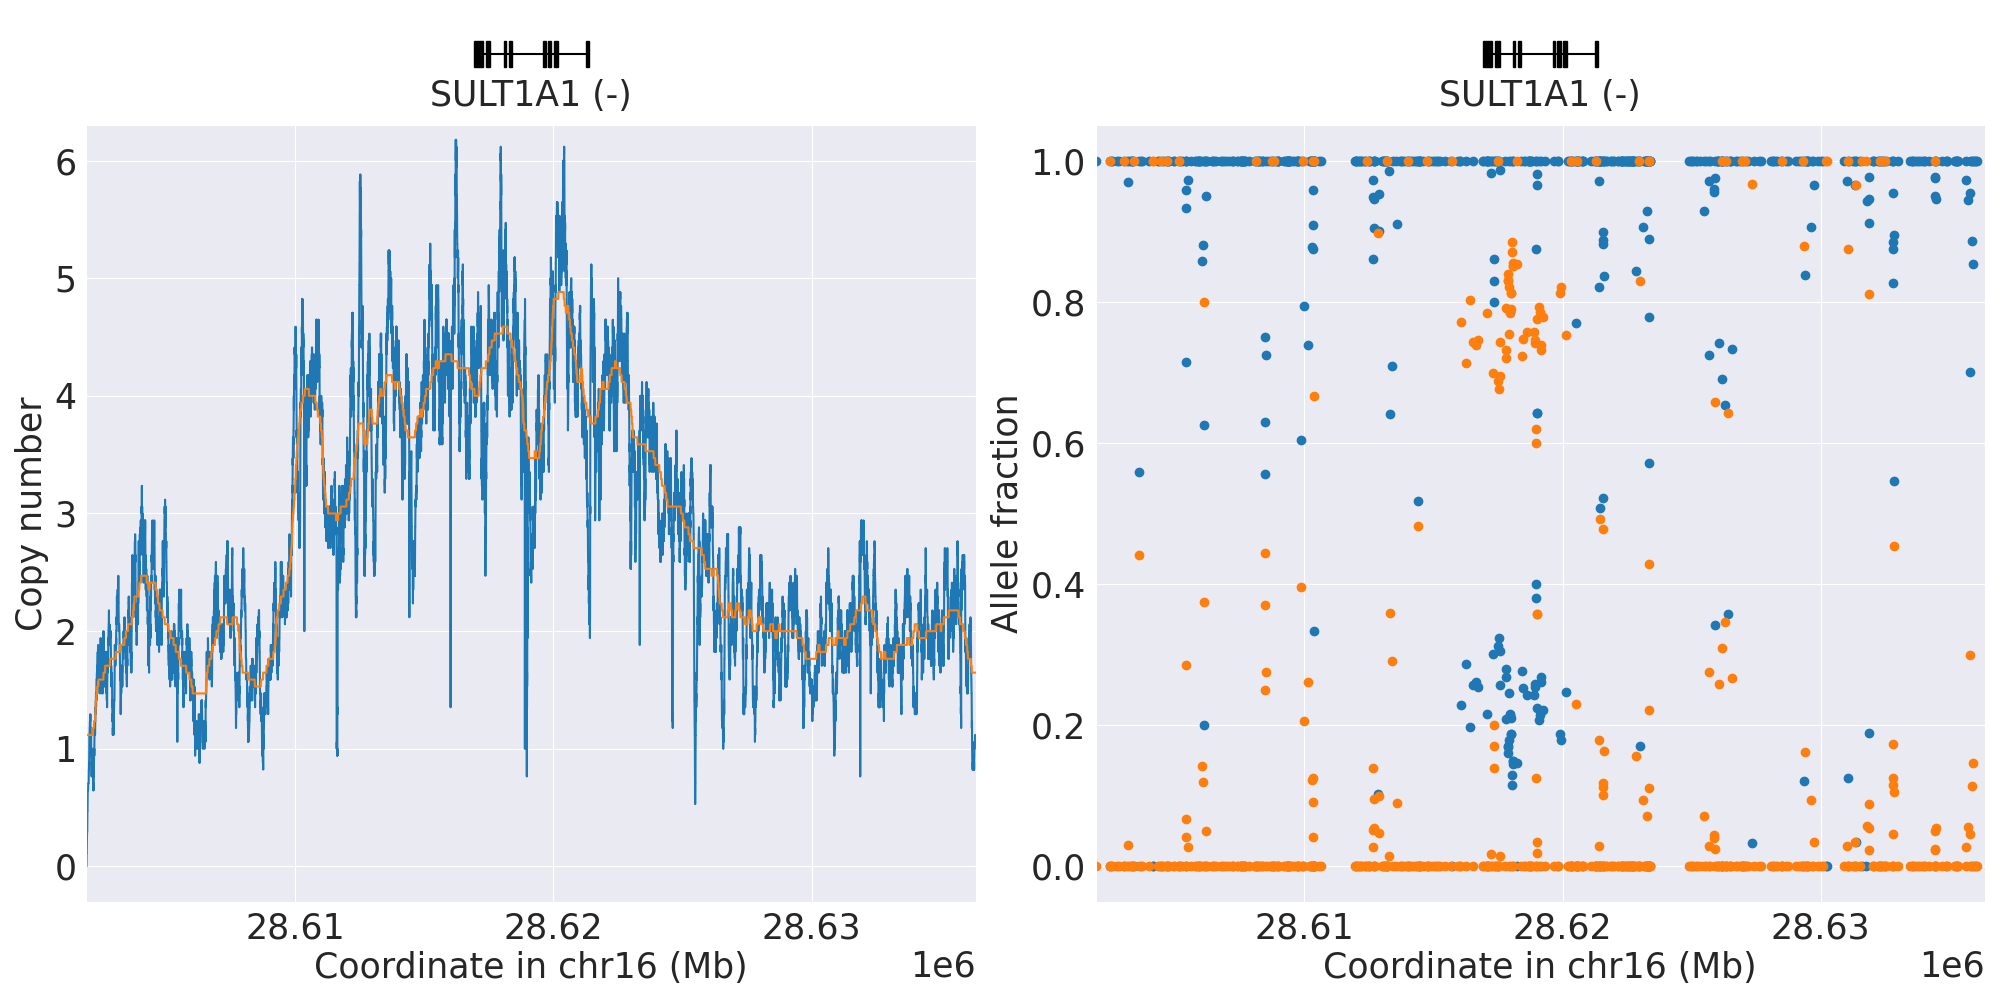 SULT1A1 (-)
6
5
4
3
2
1
0
Copy number
28.61
28.62
28.63
Coordinate in chr16 (Mb)
1e6
SULT1A1 (-)
1.0
0.8
0.6
0.4
0.2
0.0
Allele fraction
28.61
28.62
28.63
Coordinate in chr16 (Mb)
1e6